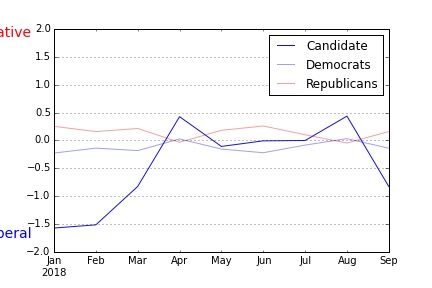 ative
2.0
Candidate
Democrats
Republicans
1.5
1.0
0.5
0.0
−0.5
−1.0
−1.5
−2.0
beral
Jan Feb Mar Apr May Jun Jul Aug Sep
2018